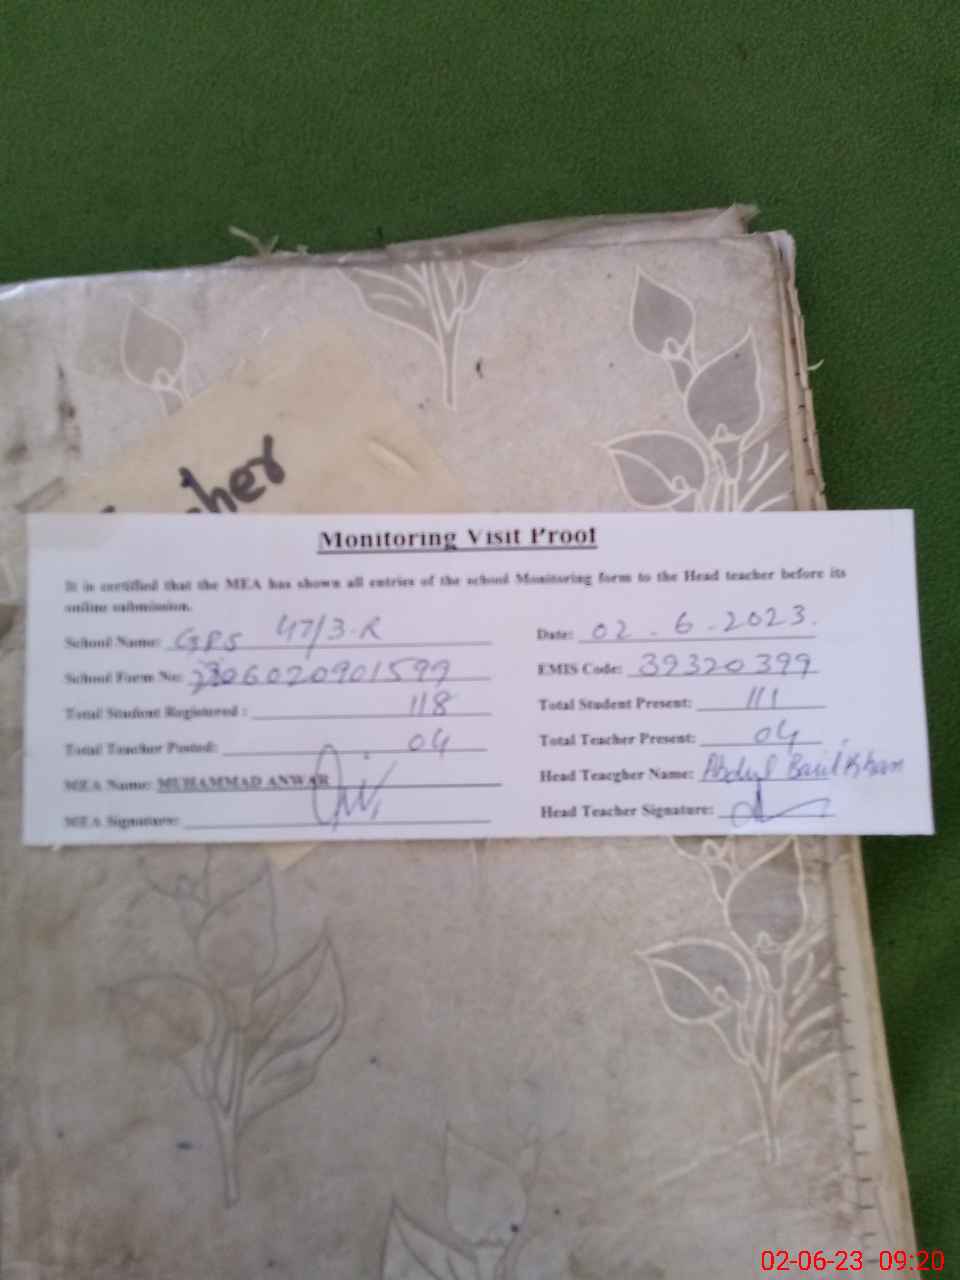 her
Monitoring Visit Proof
It is certified that the MEA has shown all entries of the school Monitoring form to the Head teacher before its
online submission.
School Name: GPS 47/3-R
Date: 02-6-2023.
School Form No: 2306020901599
EMIS Code: 39320399
Total Student Registered : 118
Total Student Present: 111
Total Teacher Posted: 04
Total Teacher Present: 04
MEA Name: MUHAMMAD ANWAR
Head Teacgher Name: Abdul Basit Khan
MEA Signature:
Head Teacher Signature:
02-06-23 09:20